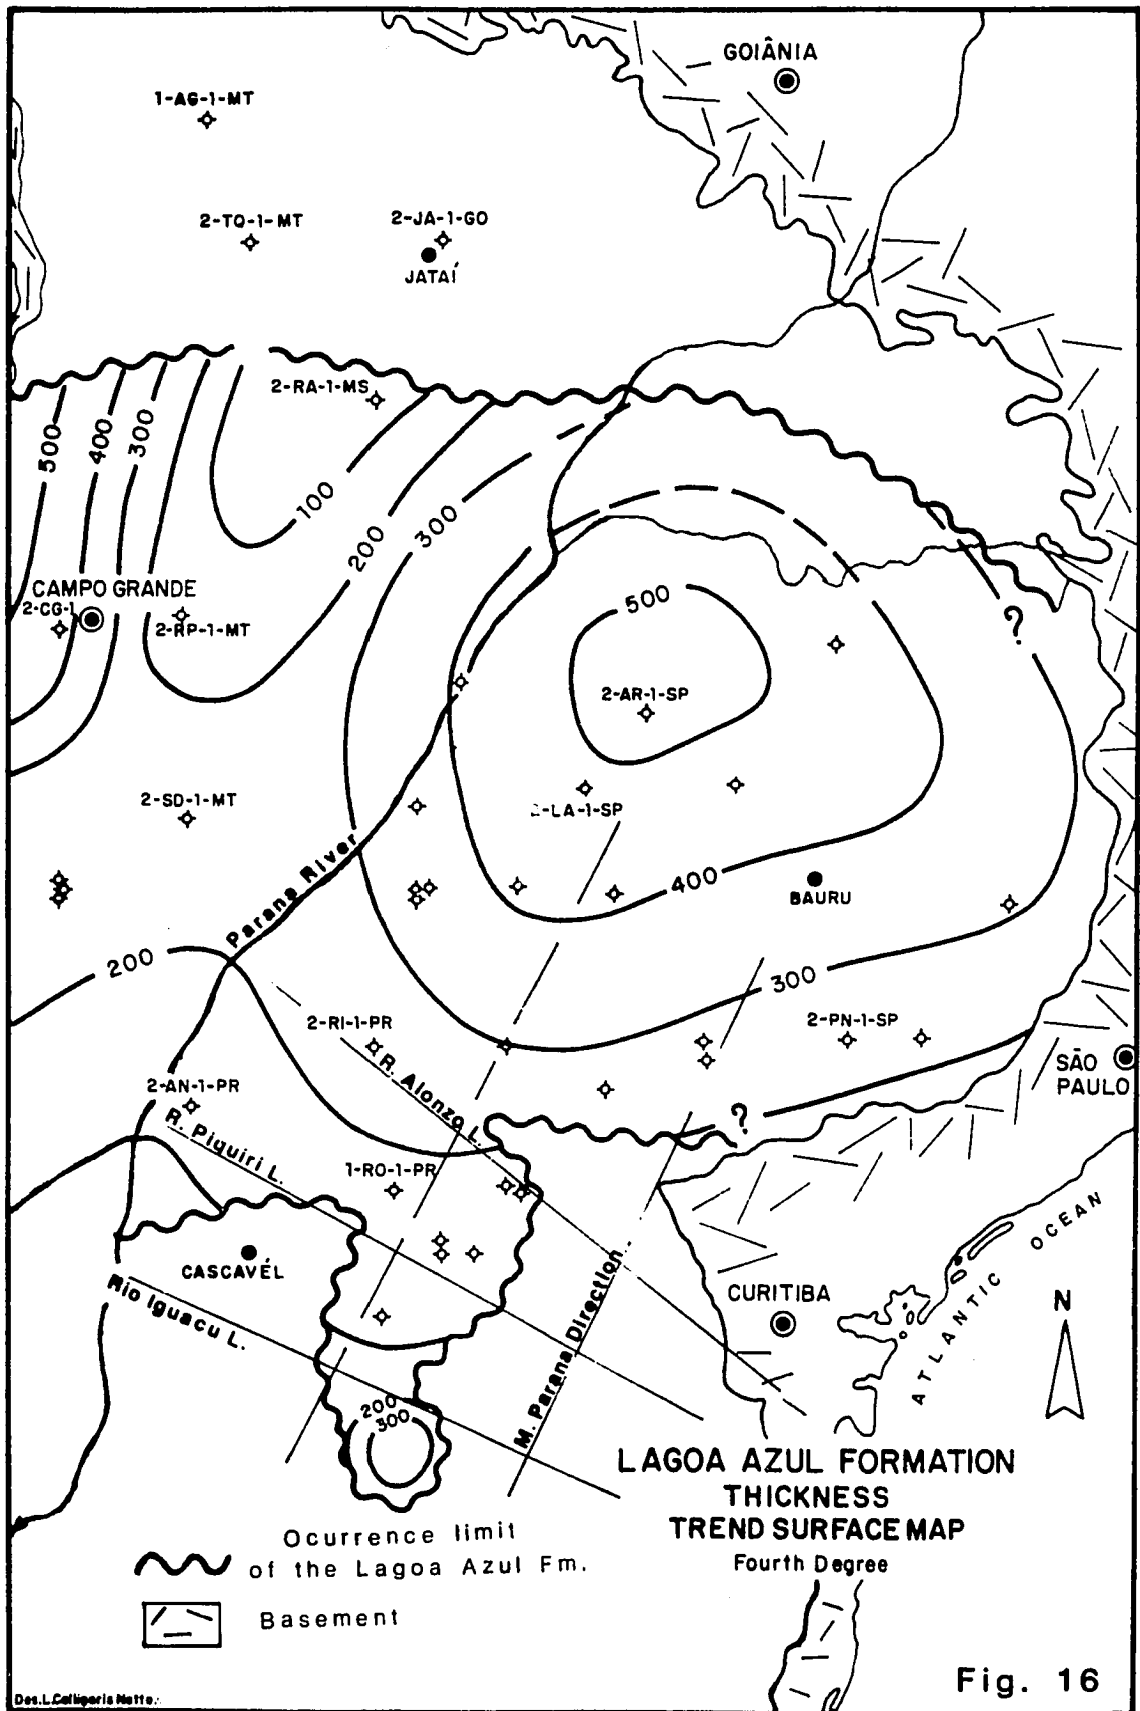 GOIÂNIA
1-AG-1-MT
2-TQ-1-MT
2-JA-1-GO
JATAÍ
2-RA-1-MS
500
400
300
100
200
300
CAMPO GRANDE
2-CG-1
2-RP-1-MT
500
?
2-AR-1-SP
2-SD-1-MT
-LA-1-SP
Parana River
400
BAURU
200
300
2-RI-1-PR
2-PN-1-SP
SÃO
PAULO
R. Alonzo L.
2-AN-1-PR
R. Piquiri L.
?
1-RO-1-PR
CASCAVÉL
Rio Iguacu L.
M. Parana Direction
CURITIBA
ATLANTIC OCEAN
N
200
300
LAGOA AZUL FORMATION
THICKNESS
TREND SURFACE MAP
Fourth Degree
Ocurrence limit
of the Lagoa Azul Fm.
Basement
Fig. 16
Des.L.Calligaris Netto.